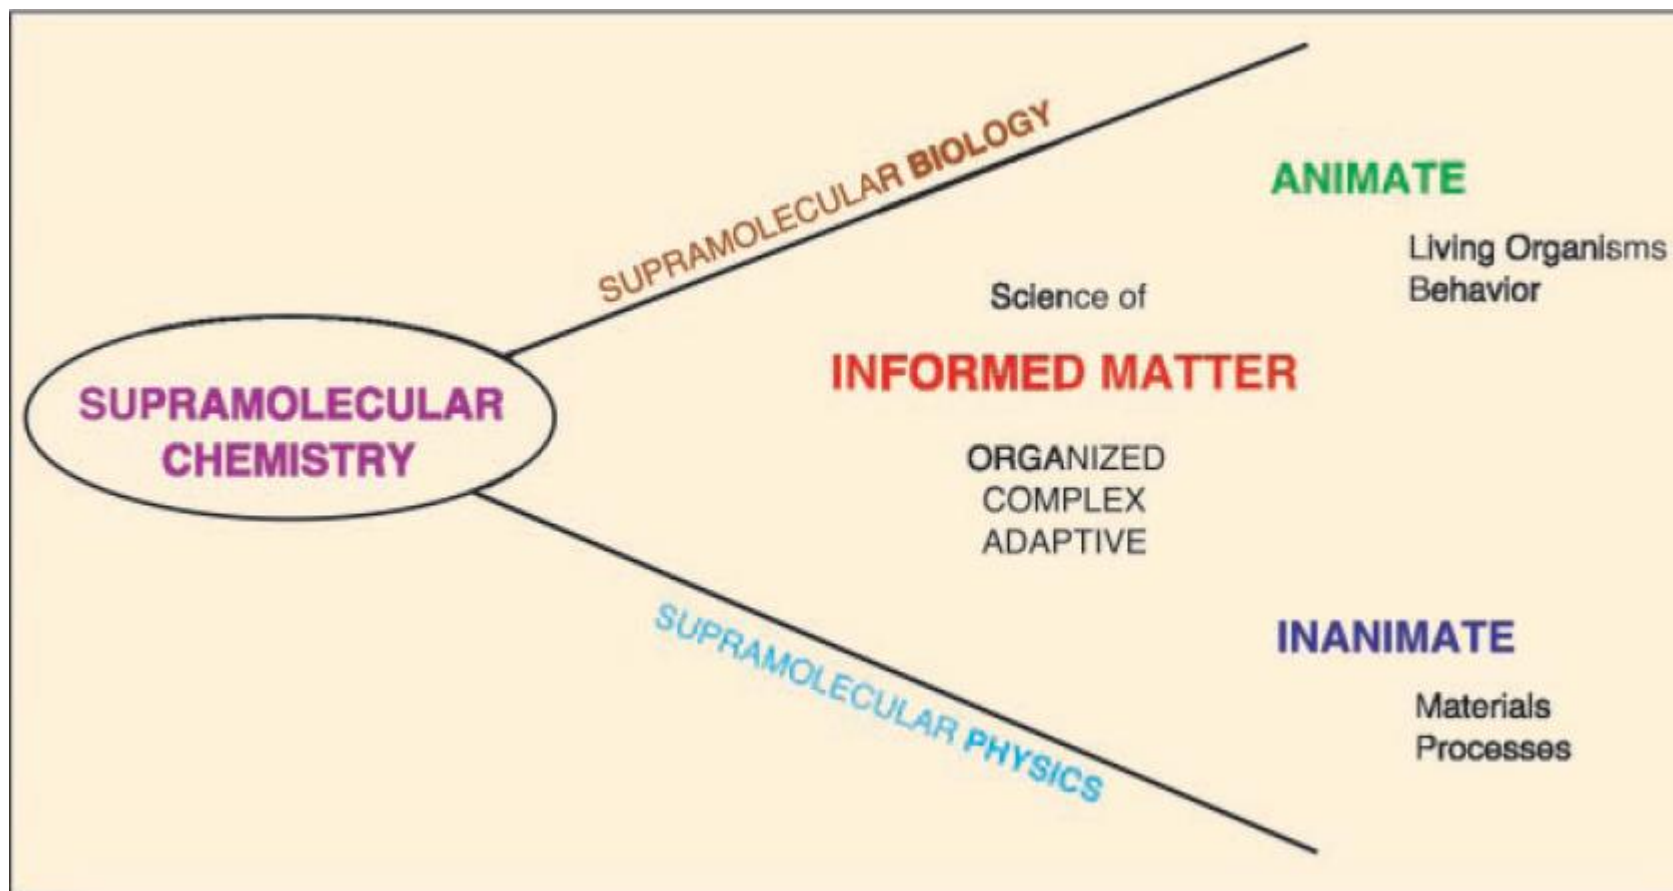 SUPRAMOLECULAR
CHEMISTRY
SUPRAMOLECULAR BIOLOGY
SUPRAMOLECULAR PHYSICS
Science of
INFORMED MATTER
ORGANIZED
COMPLEX
ADAPTIVE
ANIMATE
Living Organisms
Behavior
INANIMATE
Materials
Processes